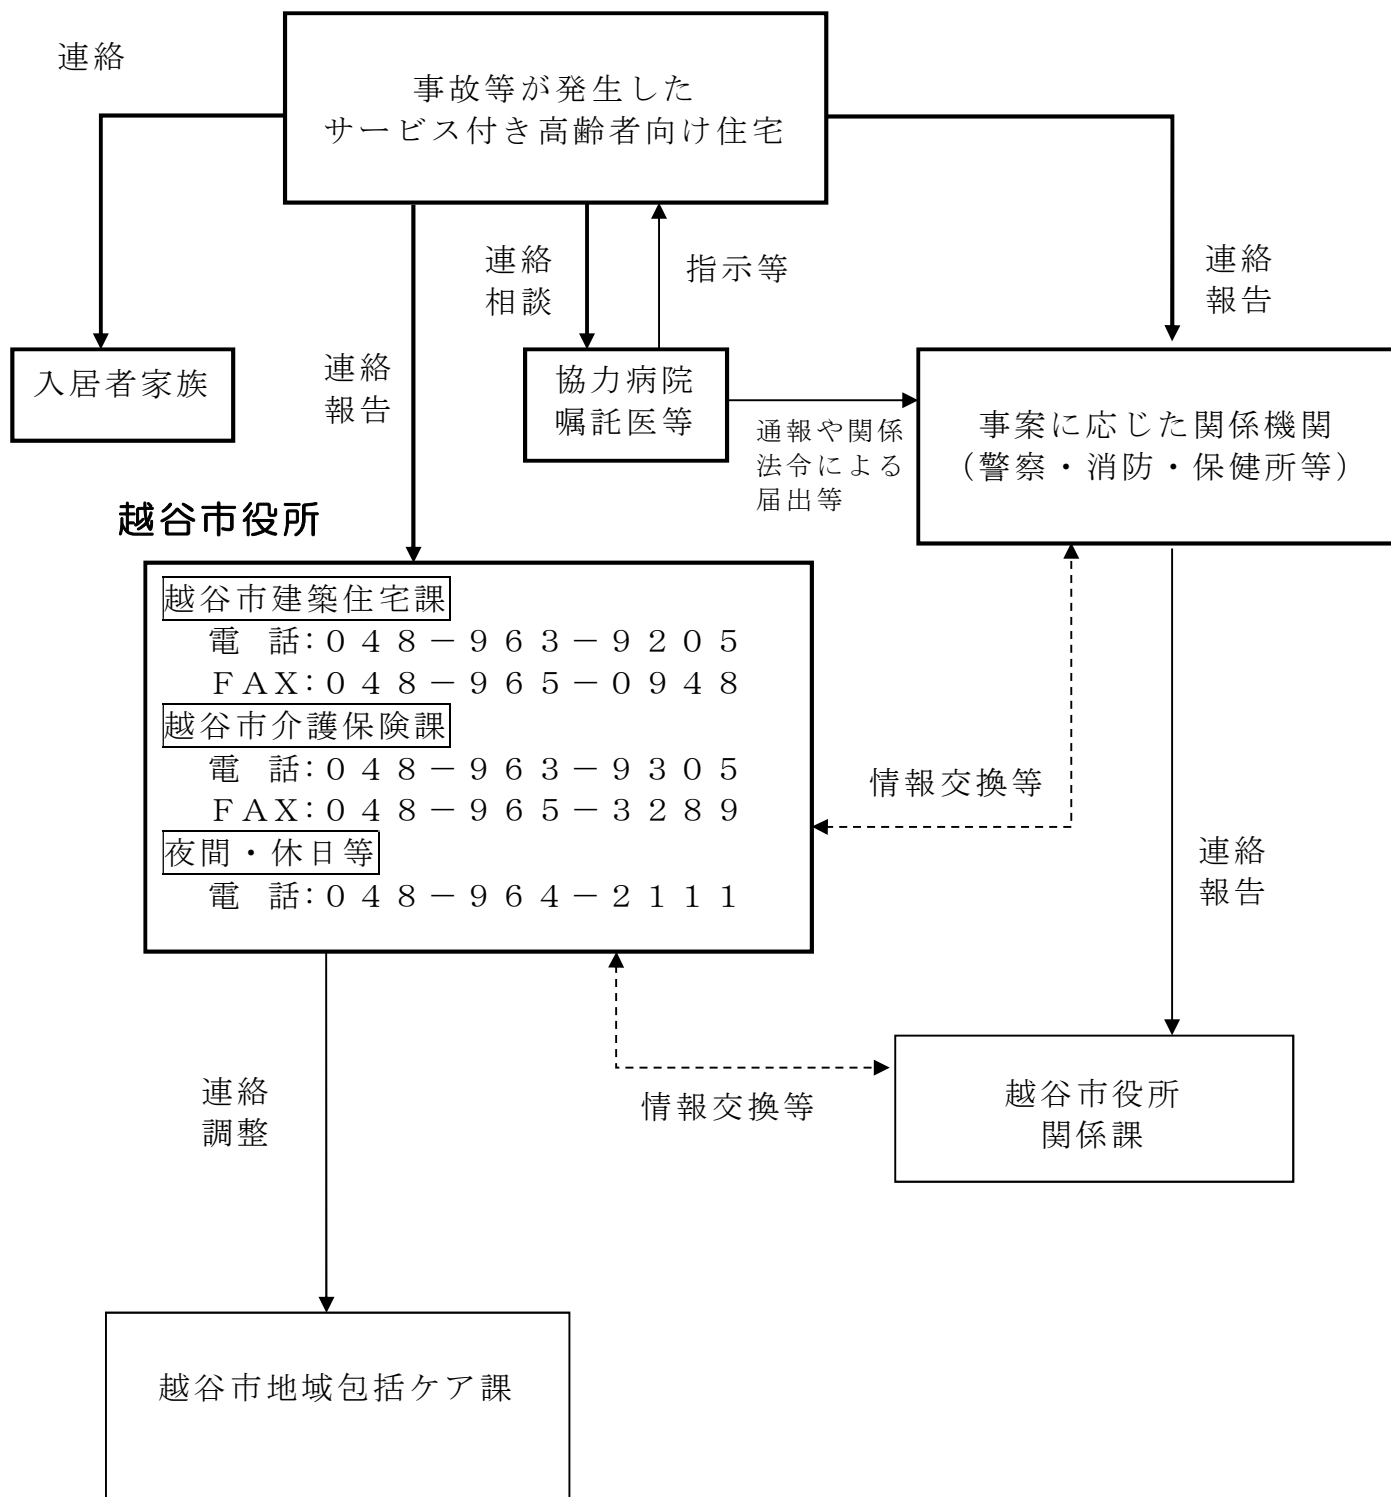 連絡
事故等が発生した
サービス付き高齢者向け住宅
連絡
相談
指示等
連絡
報告
入居者家族
連絡
報告
協力病院
嘱託医等
通報や関係
法令による
届出等
事案に応じた関係機関
（警察・消防・保健所等）
越谷市役所
越谷市建築住宅課
電　話：０４８－９６３－９２０５
ＦＡＸ：０４８－９６５－０９４８
越谷市介護保険課
電　話：０４８－９６３－９３０５
ＦＡＸ：０４８－９６５－３２８９
夜間・休日等
電　話：０４８－９６４－２１１１
情報交換等
連絡
報告
連絡
調整
情報交換等
越谷市役所
関係課
越谷市地域包括ケア課